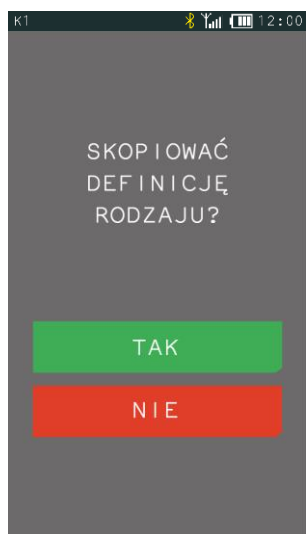 K1 12:00
SKOPIOWAĆ
DEFINICJĘ
RODZAJU?
TAK
NIE